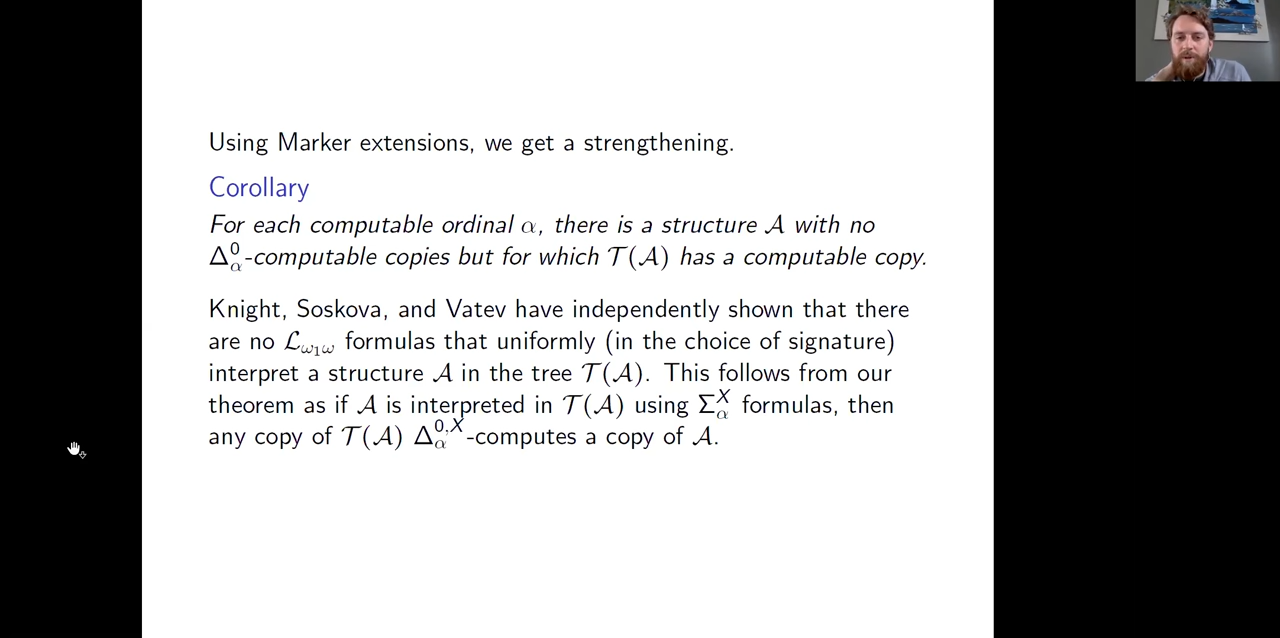 Using Marker extensions, we get a strengthening.
Corollary
For each computable ordinal α, there is a structure 𝒜 with no
Δ⁰_α-computable copies but for which 𝒯(𝒜) has a computable copy.
Knight, Soskova, and Vatev have independently shown that there
are no ℒ_{ω₁ω} formulas that uniformly (in the choice of signature)
interpret a structure 𝒜 in the tree 𝒯(𝒜). This follows from our
theorem as if 𝒜 is interpreted in 𝒯(𝒜) using Σ^X_α formulas, then
any copy of 𝒯(𝒜) Δ^{0,X}_α-computes a copy of 𝒜.